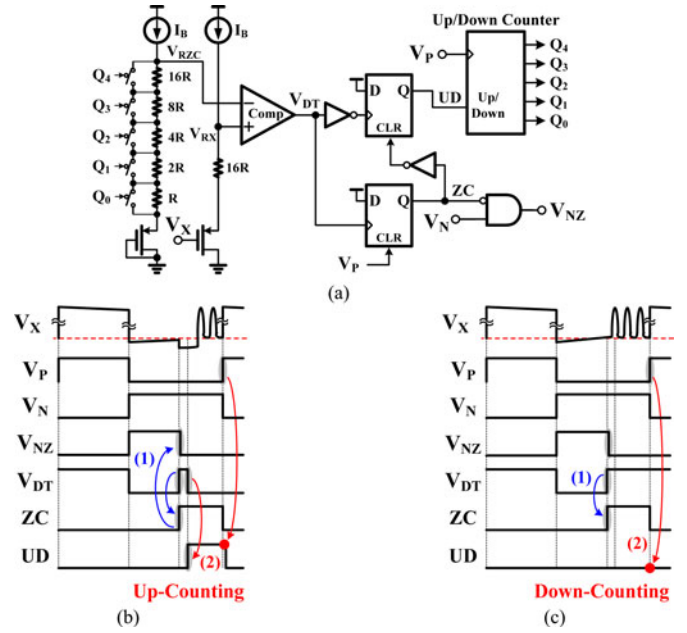 I_B
I_B
Up/Down Counter
V_RZC
Q_4
16R
V_P
Q_4
Q_3
8R
V_DT
D Q
Q_3
Q_2
4R
V_RX
Comp
CLR
UD
Up/
Down
Q_2
Q_1
2R
16R
Q_1
Q_0
Q_0
R
V_X
D Q
ZC
V_N
V_NZ
CLR
V_P
(a)
V_X
V_P
V_N
V_NZ
(1)
V_DT
ZC
(2)
UD
Up-Counting
(b)
V_X
V_P
V_N
V_NZ
(1)
V_DT
ZC
(2)
UD
Down-Counting
(c)